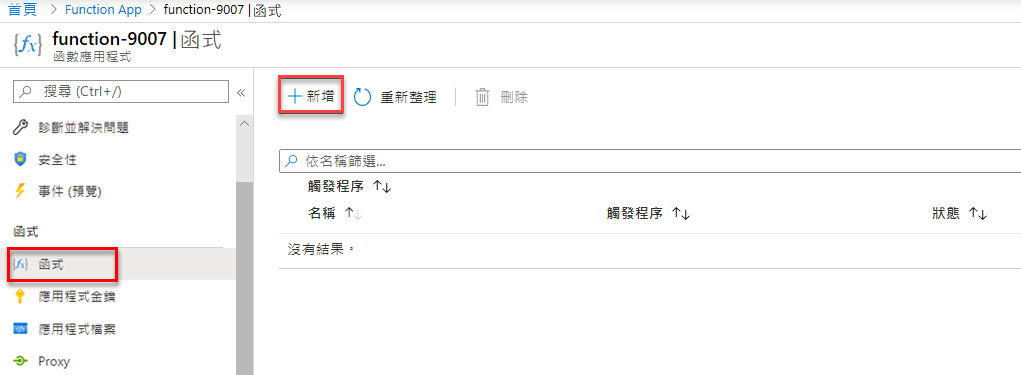 首頁 > Function App > function-9007 | 函式
function-9007 | 函式
函數應用程式
搜尋 (Ctrl+/)
«
診斷並解決問題
安全性
事件 (預覽)
函式
函式
應用程式金鑰
應用程式檔案
Proxy
新增
重新整理
刪除
依名稱篩選...
觸發程序
名稱
觸發程序
狀態
沒有結果。